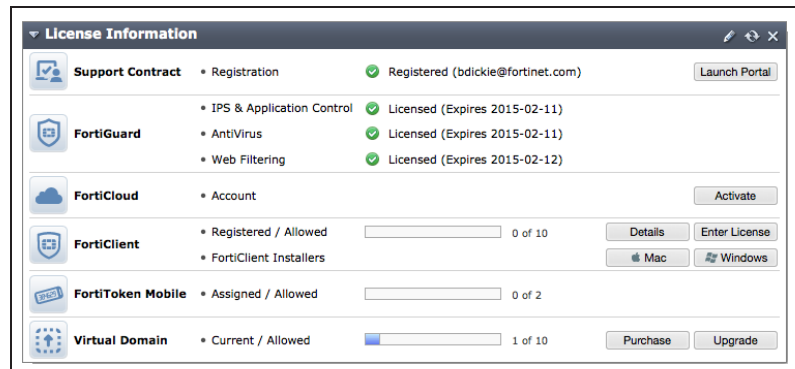 License Information
Support Contract • Registration Registered (bdickie@fortinet.com) Launch Portal
• IPS & Application Control Licensed (Expires 2015-02-11)
FortiGuard • AntiVirus Licensed (Expires 2015-02-11)
• Web Filtering Licensed (Expires 2015-02-12)
FortiCloud • Account Activate
FortiClient • Registered / Allowed 0 of 10 Details Enter License
• FortiClient Installers Mac Windows
FortiToken Mobile • Assigned / Allowed 0 of 2
Virtual Domain • Current / Allowed 1 of 10 Purchase Upgrade